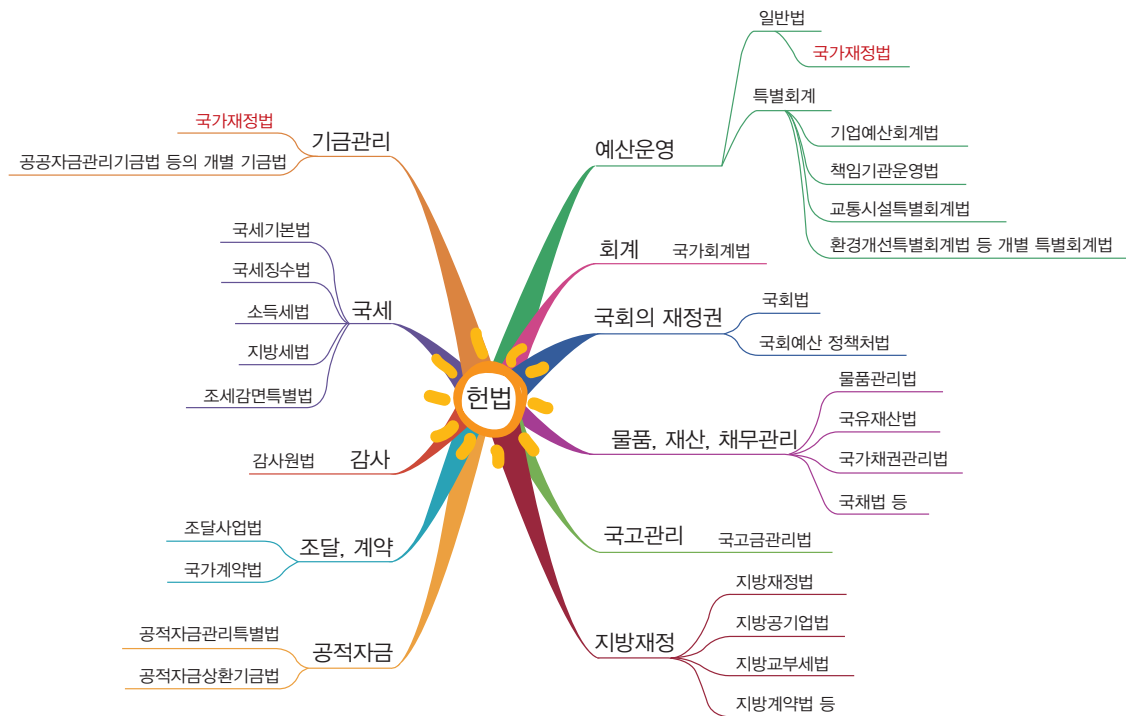 헌법
기금관리
국가재정법
공공자금관리기금법 등의 개별 기금법
국세
국세기본법
국세징수법
소득세법
지방세법
조세감면특별법
감사
감사원법
조달, 계약
조달사업법
국가계약법
공적자금
공적자금관리특별법
공적자금상환기금법
예산운영
일반법
국가재정법
특별회계
기업예산회계법
책임기관운영법
교통시설특별회계법
환경개선특별회계법 등 개별 특별회계법
회계
국가회계법
국회의 재정권
국회법
국회예산 정책처법
물품, 재산, 채무관리
물품관리법
국유재산법
국가채권관리법
국채법 등
국고관리
국고금관리법
지방재정
지방재정법
지방공기업법
지방교부세법
지방계약법 등